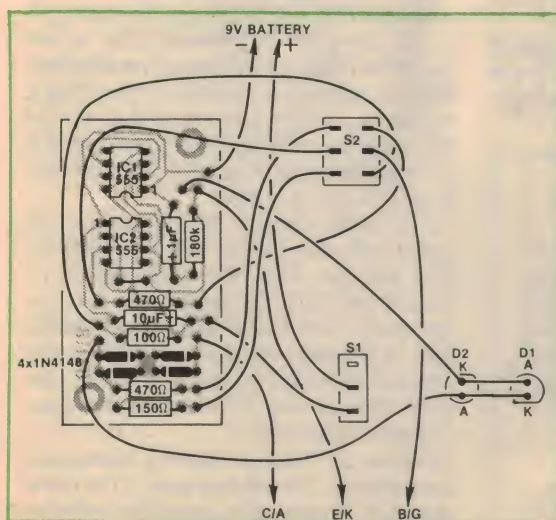 9V BATTERY
− +
S2
IC1
555
1
IC2
555
1µF
180k
470Ω
10µF
100Ω
4x1N4148
470Ω
150Ω
S1
D2
K
A
D1
A
K
C/A
E/K
B/G